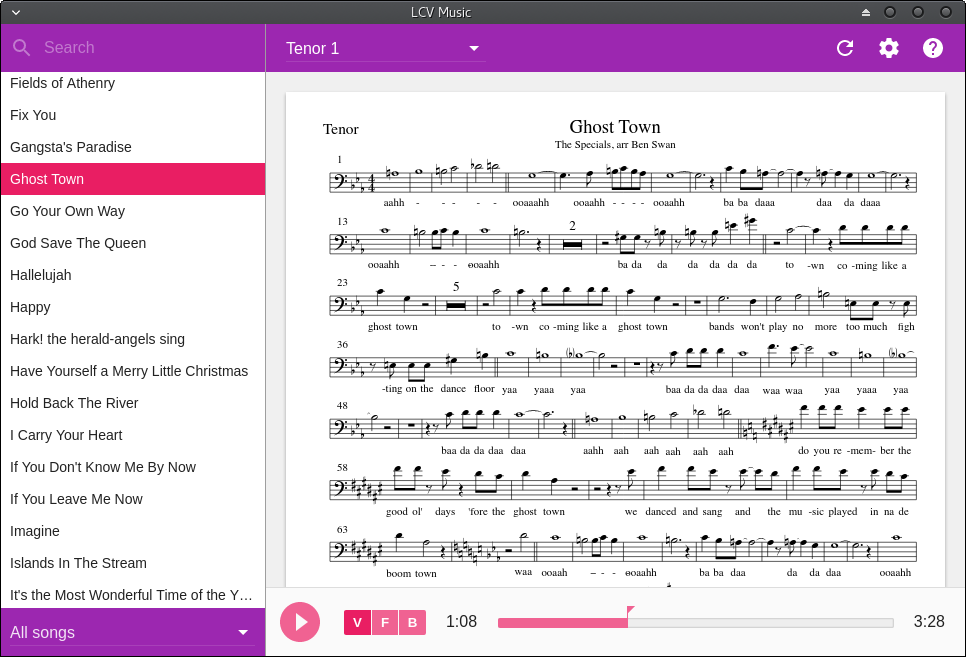 LCV Music
Search
Tenor 1
Fields of Athenry
Fix You
Gangsta's Paradise
Ghost Town
Go Your Own Way
God Save The Queen
Hallelujah
Happy
Hark! the herald-angels sing
Have Yourself a Merry Little Christmas
Hold Back The River
I Carry Your Heart
If You Don't Know Me By Now
If You Leave Me Now
Imagine
Islands In The Stream
It's the Most Wonderful Time of the Y…
All songs
Tenor
Ghost Town
The Specials, arr Ben Swan
1
aahh - - - - - ooaaahh ooaahh - - - - ooaahh ba ba daaa daa da daaa
13
2
ooaahh – - - ooaahh ba da da da da da da to -wn co -ming like a
23
5
ghost town to -wn co -ming like a ghost town bands won't play no more too much figh
36
-ting on the dance floor yaa yaaa yaa baa da da daa daa waa waa yaa yaaa yaa
48
baa da da daa daa aahh aah aah aah aah aah do you re -mem- ber the
58
good ol' days 'fore the ghost town we danced and sang and the mu -sic played in na de
63
boom town waa ooaah – - - ooaahh ba ba daa da da daa ooaahh
V F B
1:08
3:28